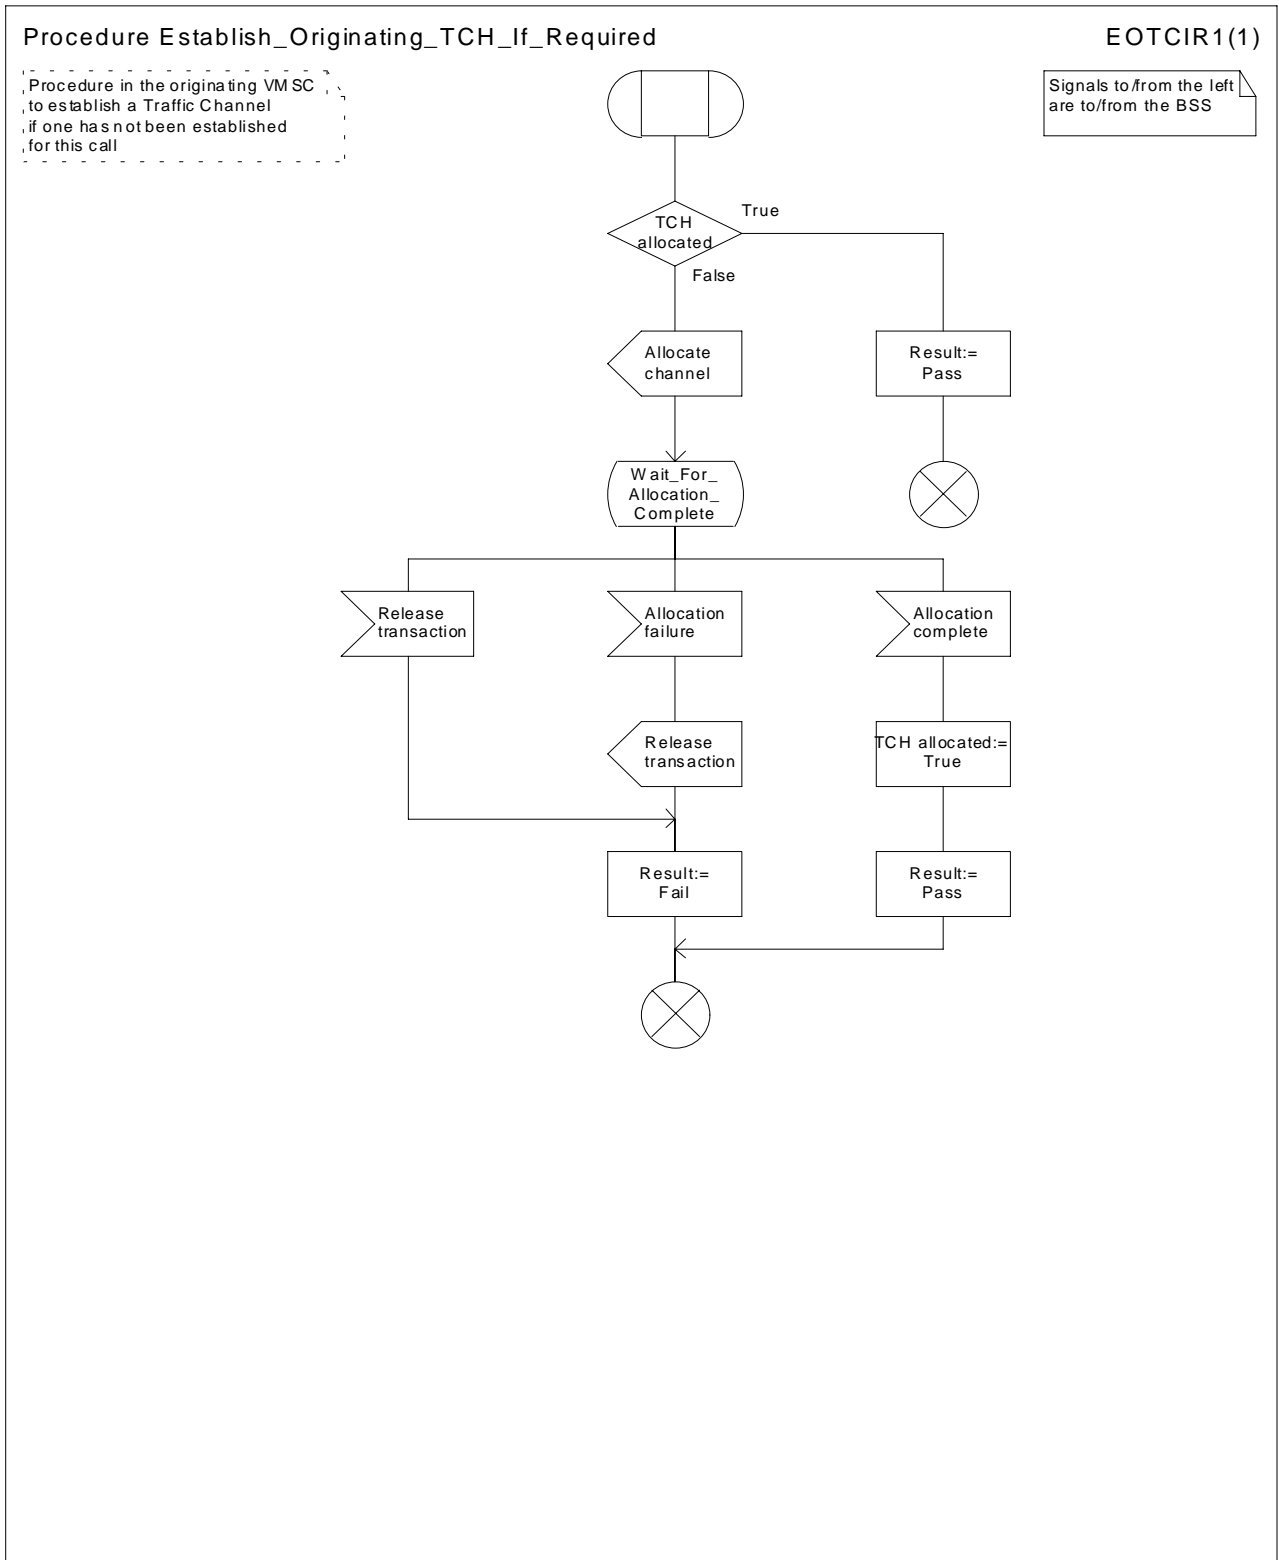 Procedure Establish_Originating_TCH_If_Required
EOTCIR1(1)
Procedure in the originating VMSC
to establish a Traffic Channel
if one has not been established
for this call
Signals to/from the left
are to/from the BSS
TCH
allocated
True
False
Allocate
channel
Result:=
Pass
Wait_For_
Allocation_
Complete
Release
transaction
Allocation
failure
Allocation
complete
Release
transaction
TCH allocated:=
True
Result:=
Fail
Result:=
Pass